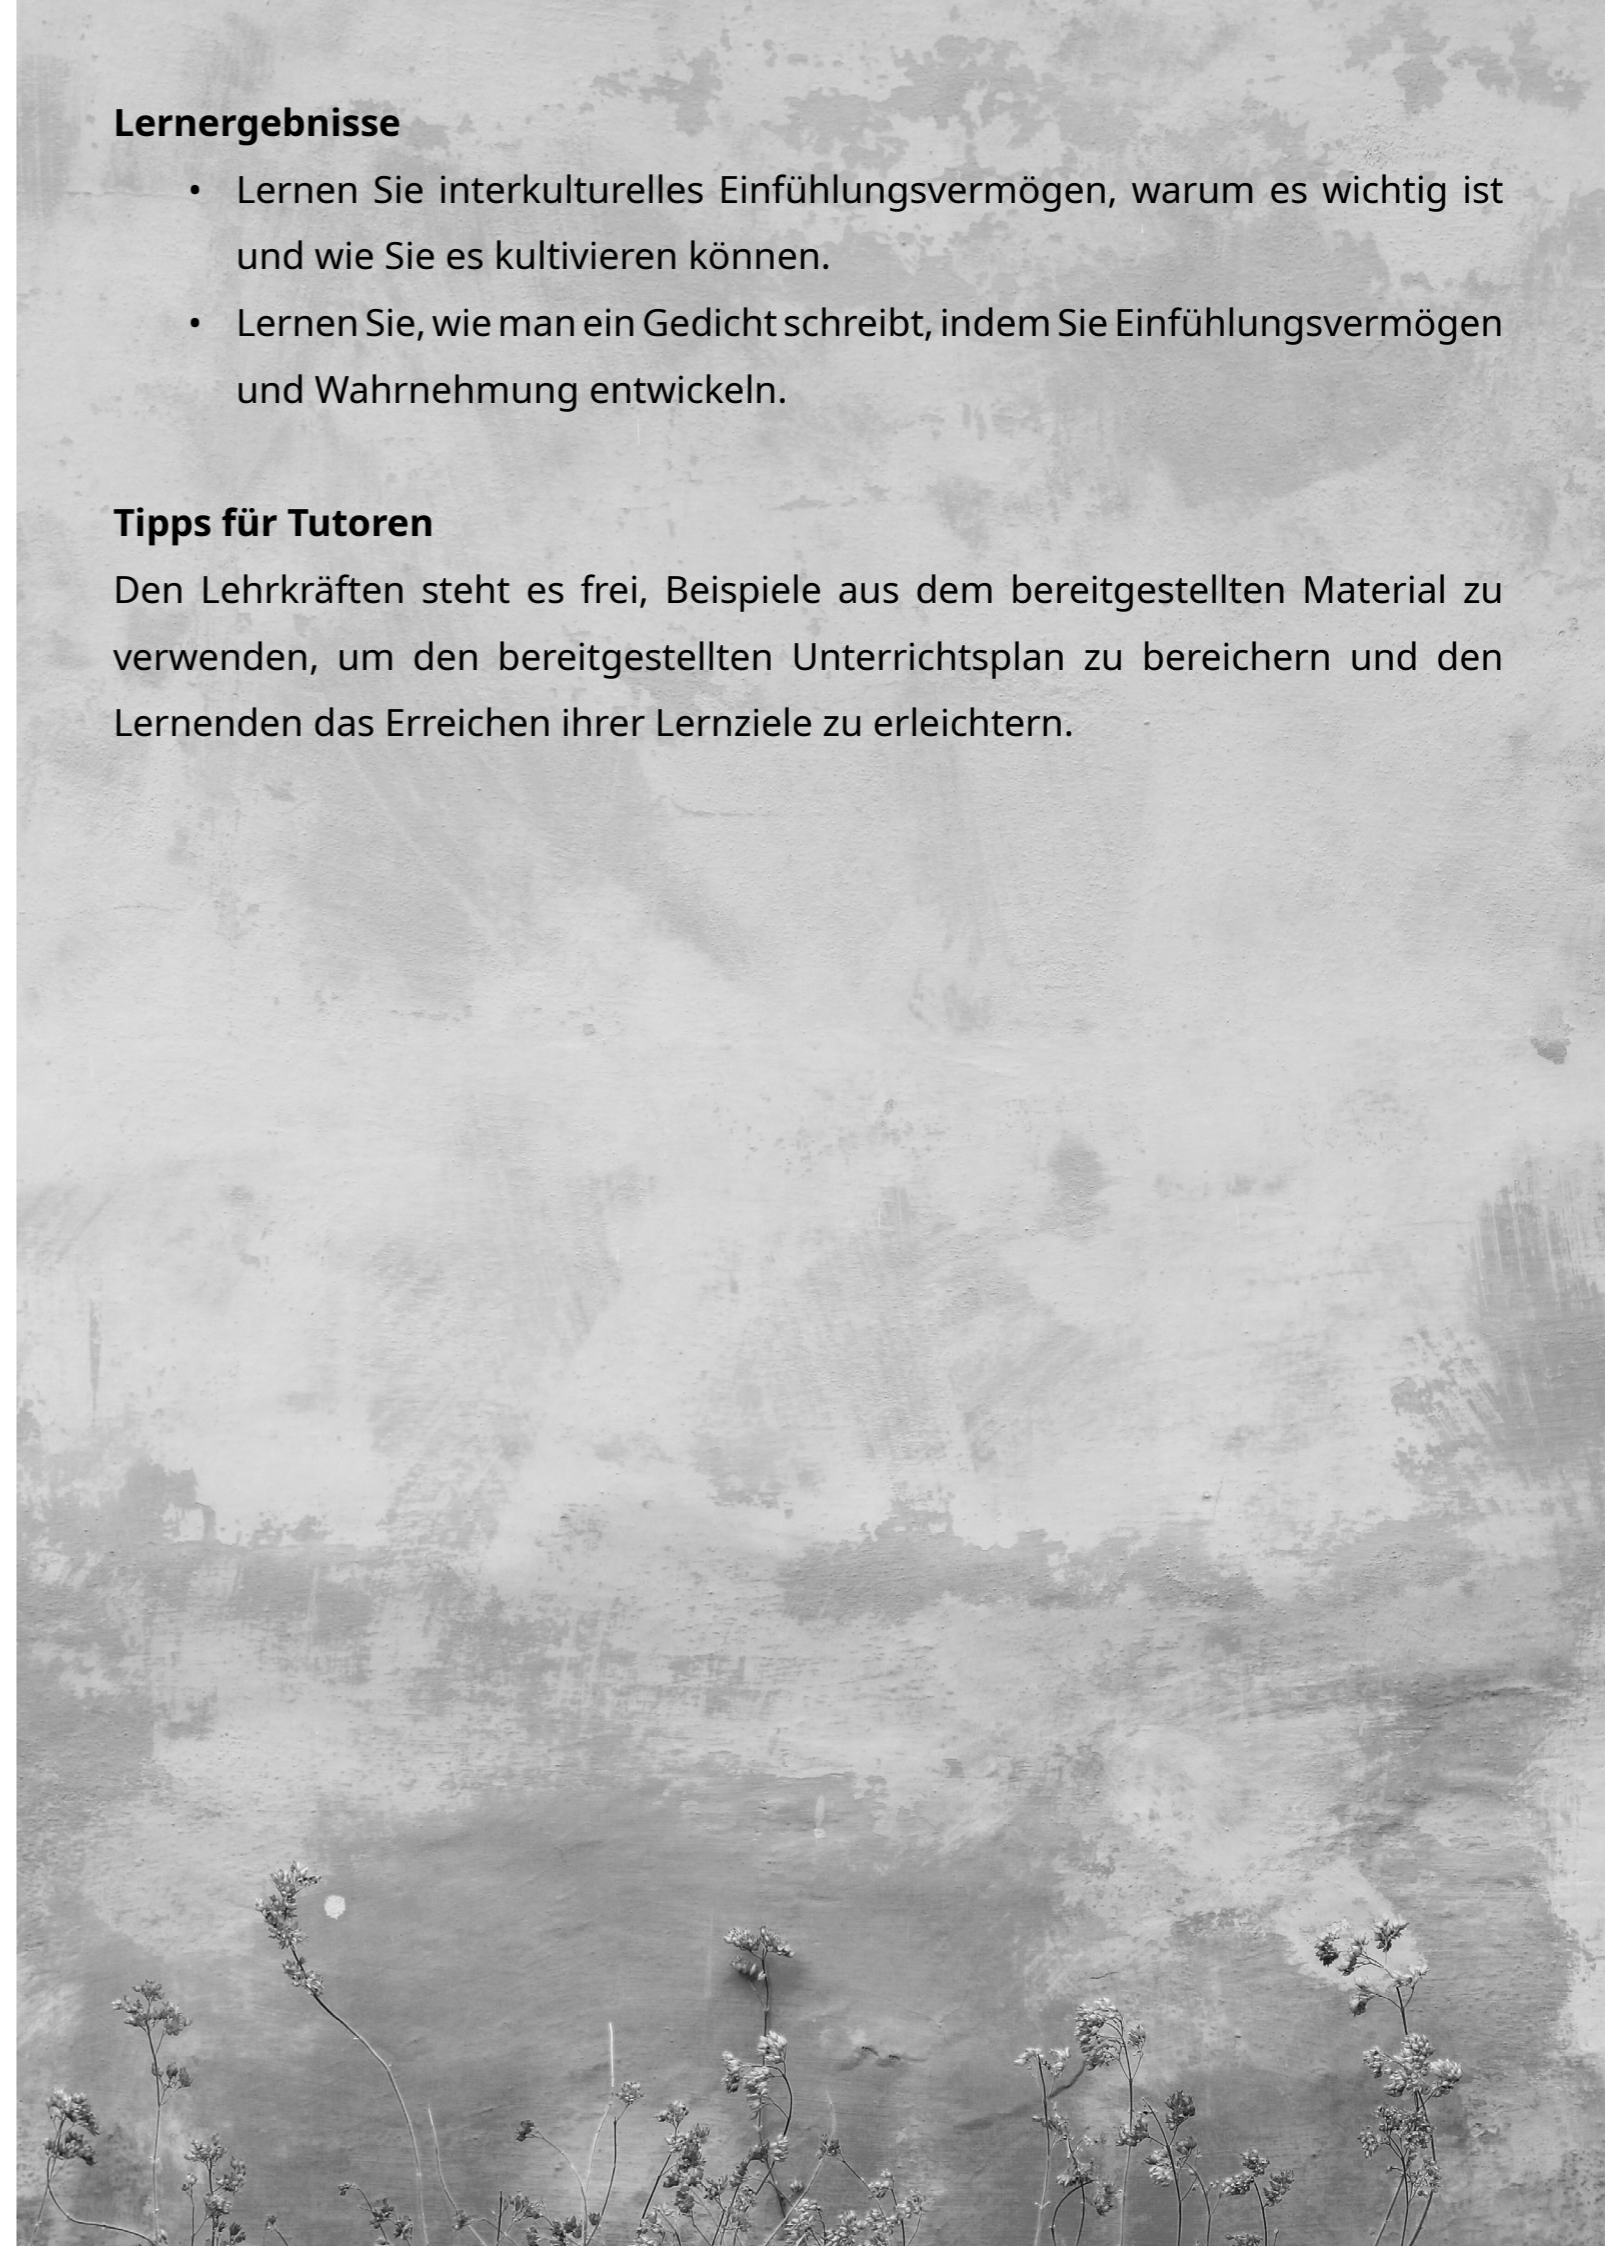 Lernergebnisse
• Lernen Sie interkulturelles Einfühlungsvermögen, warum es wichtig ist
und wie Sie es kultivieren können.
• Lernen Sie, wie man ein Gedicht schreibt, indem Sie Einfühlungsvermögen
und Wahrnehmung entwickeln.
Tipps für Tutoren
Den Lehrkräften steht es frei, Beispiele aus dem bereitgestellten Material zu
verwenden, um den bereitgestellten Unterrichtsplan zu bereichern und den
Lernenden das Erreichen ihrer Lernziele zu erleichtern.